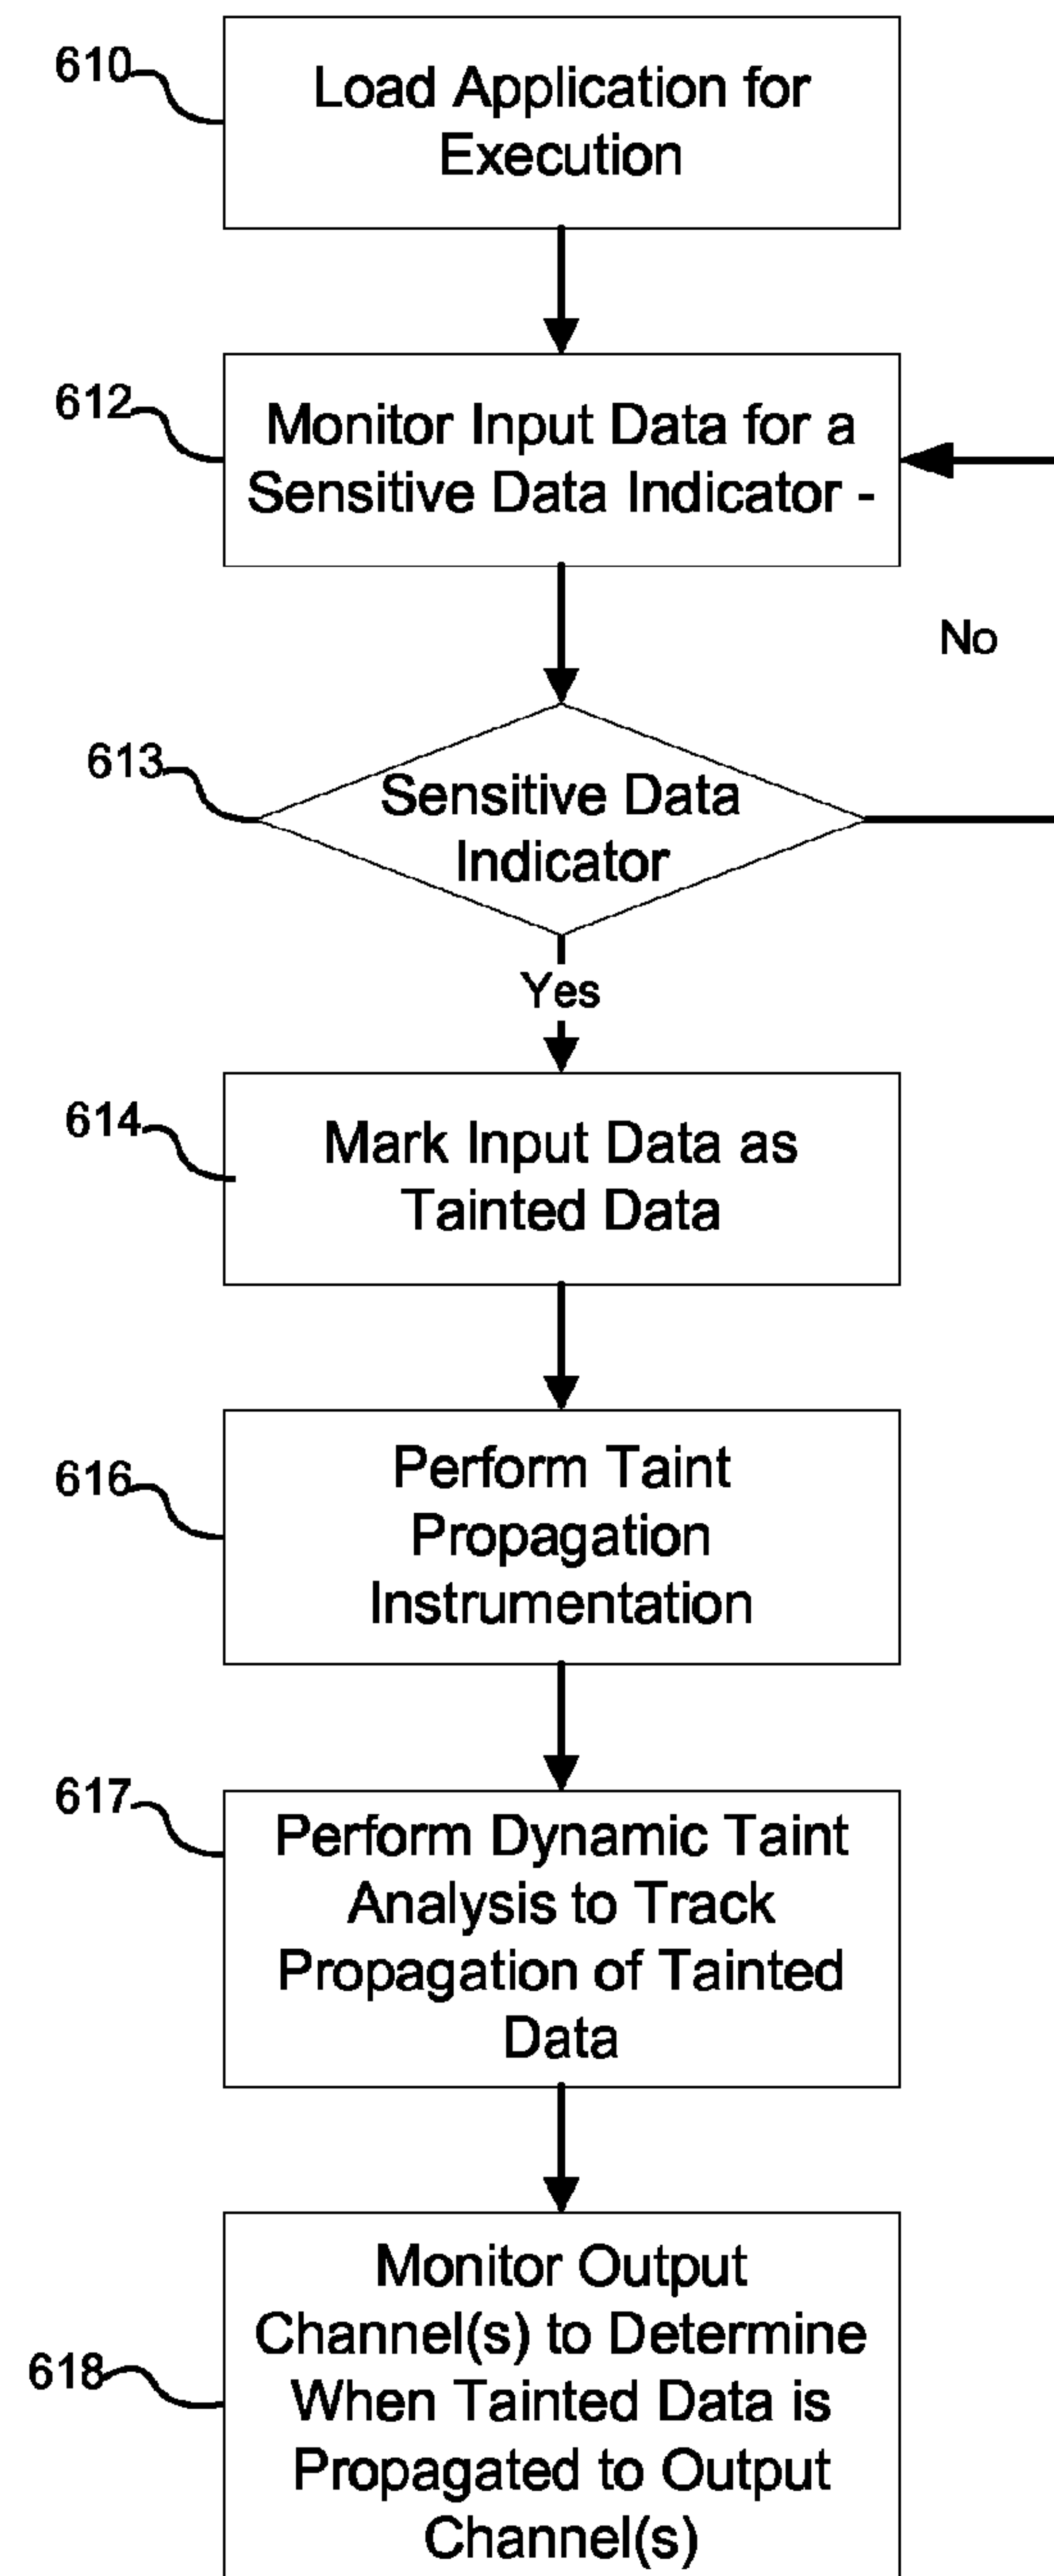 610
Load Application for
Execution
612
Monitor Input Data for a
Sensitive Data Indicator -
No
613
Sensitive Data
Indicator
Yes
614
Mark Input Data as
Tainted Data
616
Perform Taint
Propagation
Instrumentation
617
Perform Dynamic Taint
Analysis to Track
Propagation of Tainted
Data
618
Monitor Output
Channel(s) to Determine
When Tainted Data is
Propagated to Output
Channel(s)